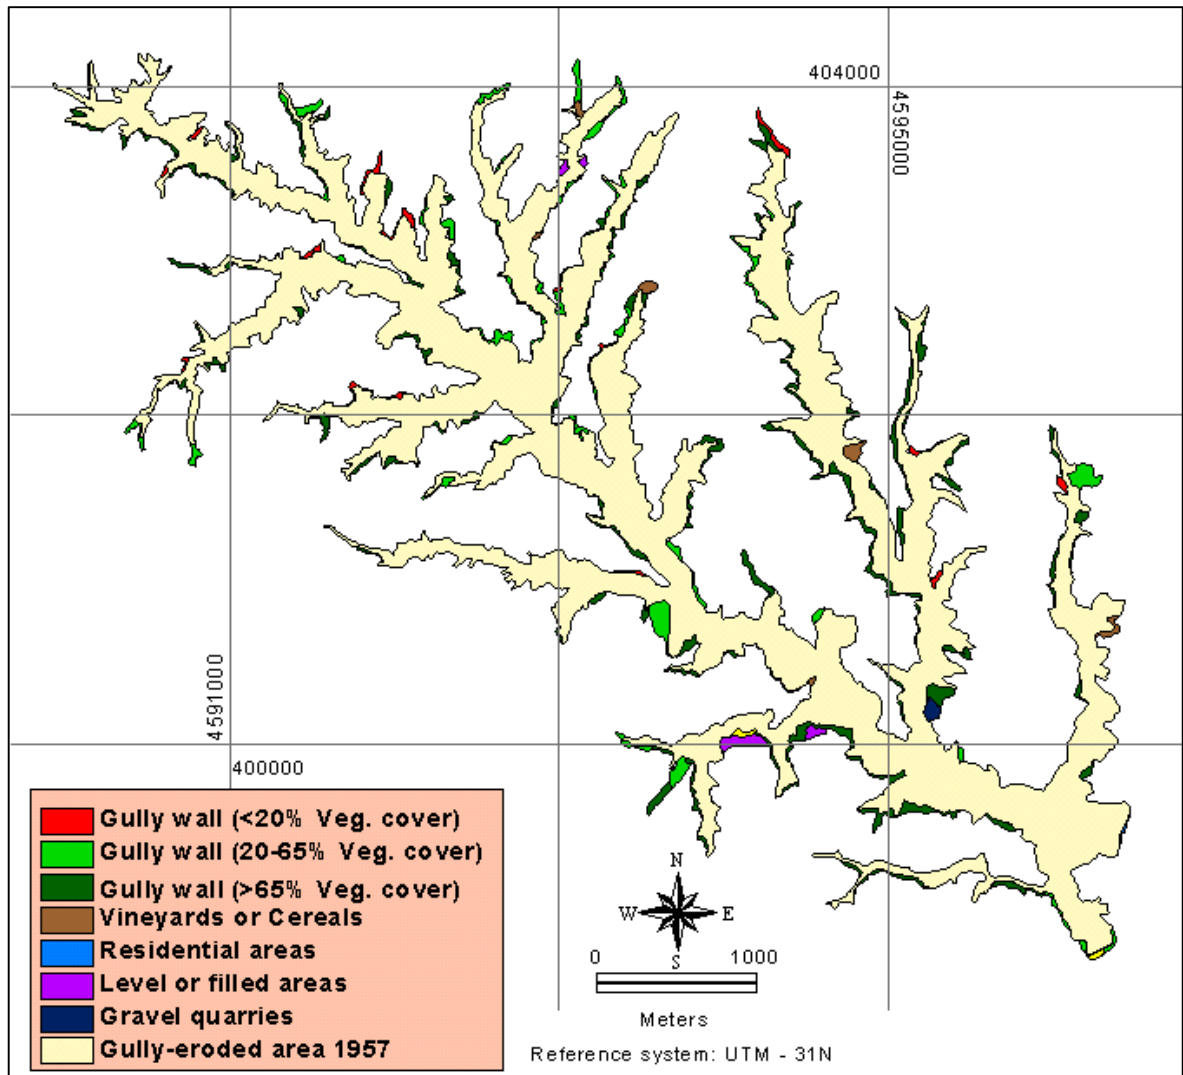 404000
4595000
4591000
400000
Gully wall (<20% Veg. cover)
Gully wall (20-65% Veg. cover)
Gully wall (>65% Veg. cover)
Vineyards or Cereals
Residential areas
Level or filled areas
Gravel quarries
Gully-eroded area 1957
N
W E
S
0 1000
Meters
Reference system: UTM - 31N